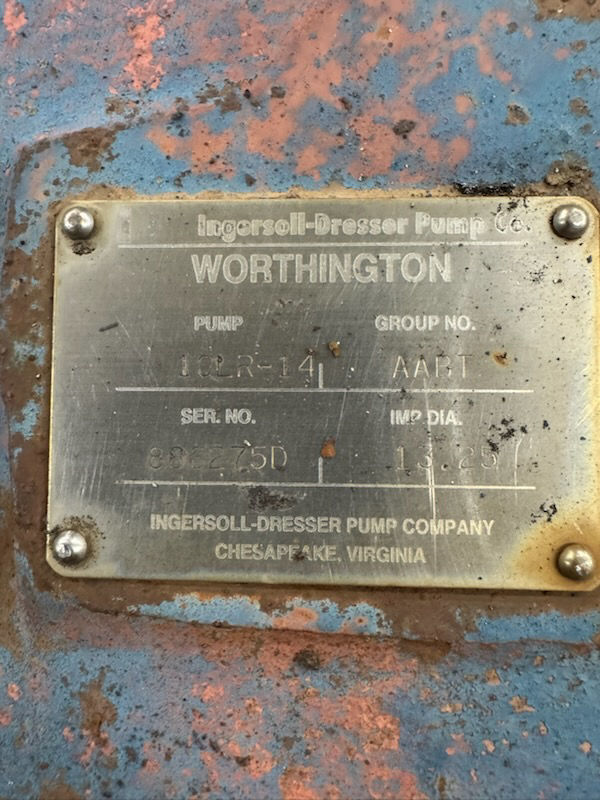 Ingersoll-Dresser Pump Co.
WORTHINGTON
PUMP GROUP NO.
10LR-14 AABT
SER. NO. IMP. DIA.
13.25
INGERSOLL-DRESSER PUMP COMPANY
CHESAPEAKE, VIRGINIA